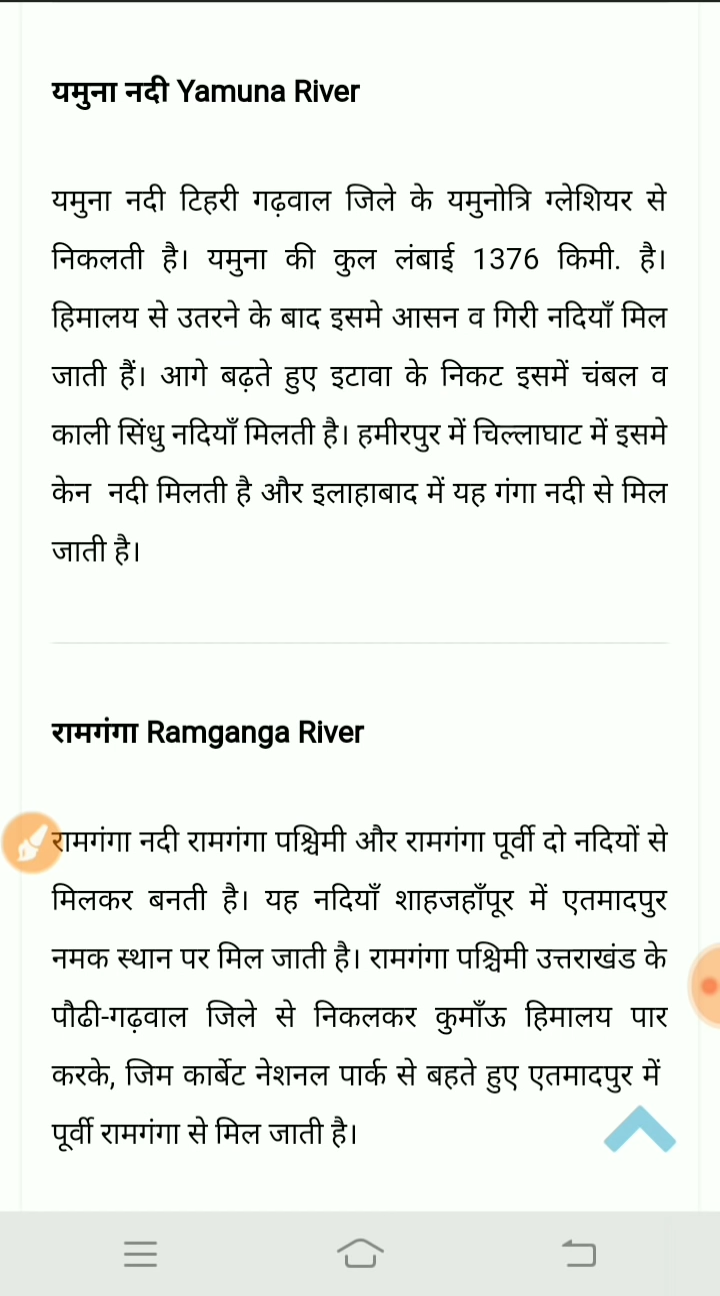 यमुना नदी Yamuna River
यमुना नदी टिहरी गढ़वाल जिले के यमुनोत्रि ग्लेशियर से
निकलती है। यमुना की कुल लंबाई 1376 किमी. है।
हिमालय से उतरने के बाद इसमे आसन व गिरी नदियाँ मिल
जाती हैं। आगे बढ़ते हुए इटावा के निकट इसमें चंबल व
काली सिंधु नदियाँ मिलती है। हमीरपुर में चिल्लाघाट में इसमे
केन नदी मिलती है और इलाहाबाद में यह गंगा नदी से मिल
जाती है।
रामगंगा Ramganga River
रामगंगा नदी रामगंगा पश्चिमी और रामगंगा पूर्वी दो नदियों से
मिलकर बनती है। यह नदियाँ शाहजहाँपूर में एतमादपुर
नमक स्थान पर मिल जाती है। रामगंगा पश्चिमी उत्तराखंड के
पौढी-गढ़वाल जिले से निकलकर कुमाँऊ हिमालय पार
करके, जिम कार्बेट नेशनल पार्क से बहते हुए एतमादपुर में
पूर्वी रामगंगा से मिल जाती है।